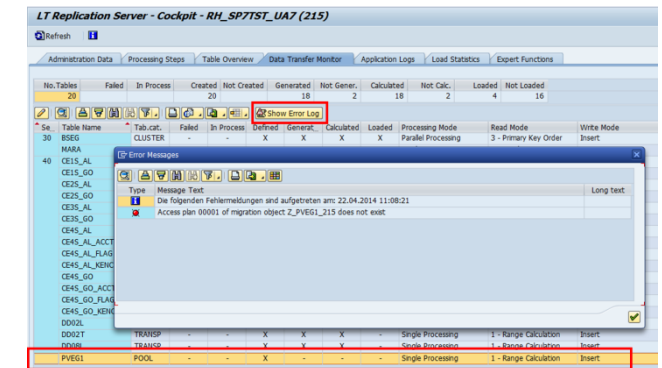 LT Replication Server - Cockpit - RH_SP7TST_UA7 (215)
Refresh
Administration Data Processing Steps Table Overview Data Transfer Monitor Application Logs Load Statistics Expert Functions
No.Tables Failed In Process Created Not Created Generated Not Gener. Calculated Not Calc. Loaded Not Loaded
20 20 18 2 18 2 4 16
Show Error Log
Se_ Table Name Tab.cat. Failed In Process Defined Generat_ Calculated Loaded Processing Mode Read Mode Write Mode
30 BSEG CLUSTER - - X X X X Parallel Processing 3 - Primary Key Order Insert
MARA
40 CE1S_AL
CE1S_GO
CE2S_AL
CE2S_GO
CE3S_AL
CE3S_GO
CE4S_AL
CE4S_AL_ACCT
CE4S_AL_FLAG
CE4S_AL_KENC
CE4S_GO
CE4S_GO_ACCT
CE4S_GO_FLAG
CE4S_GO_KENC
DD02L
Error Messages
Type Message Text Long text
Die folgenden Fehlermeldungen sind aufgetreten am: 22.04.2014 11:08:21
Access plan 00001 of migration object Z_PVEG1_215 does not exist
DD02T TRANSP - - X X X - Single Processing 1 - Range Calculation Insert
DD08L TRANSP - - X X X - Single Processing 1 - Range Calculation Insert
PVEG1 POOL - - X - - - Single Processing 1 - Range Calculation Insert